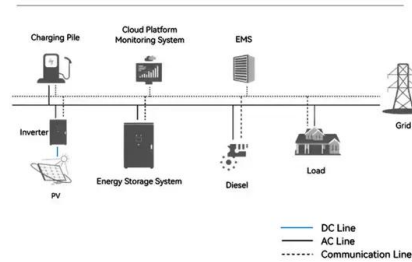 Charging Pile
Cloud Platform
Monitoring System
EMS
Grid
Inverter
PV
Energy Storage System
Diesel
Load
DC Line
AC Line
Communication Line